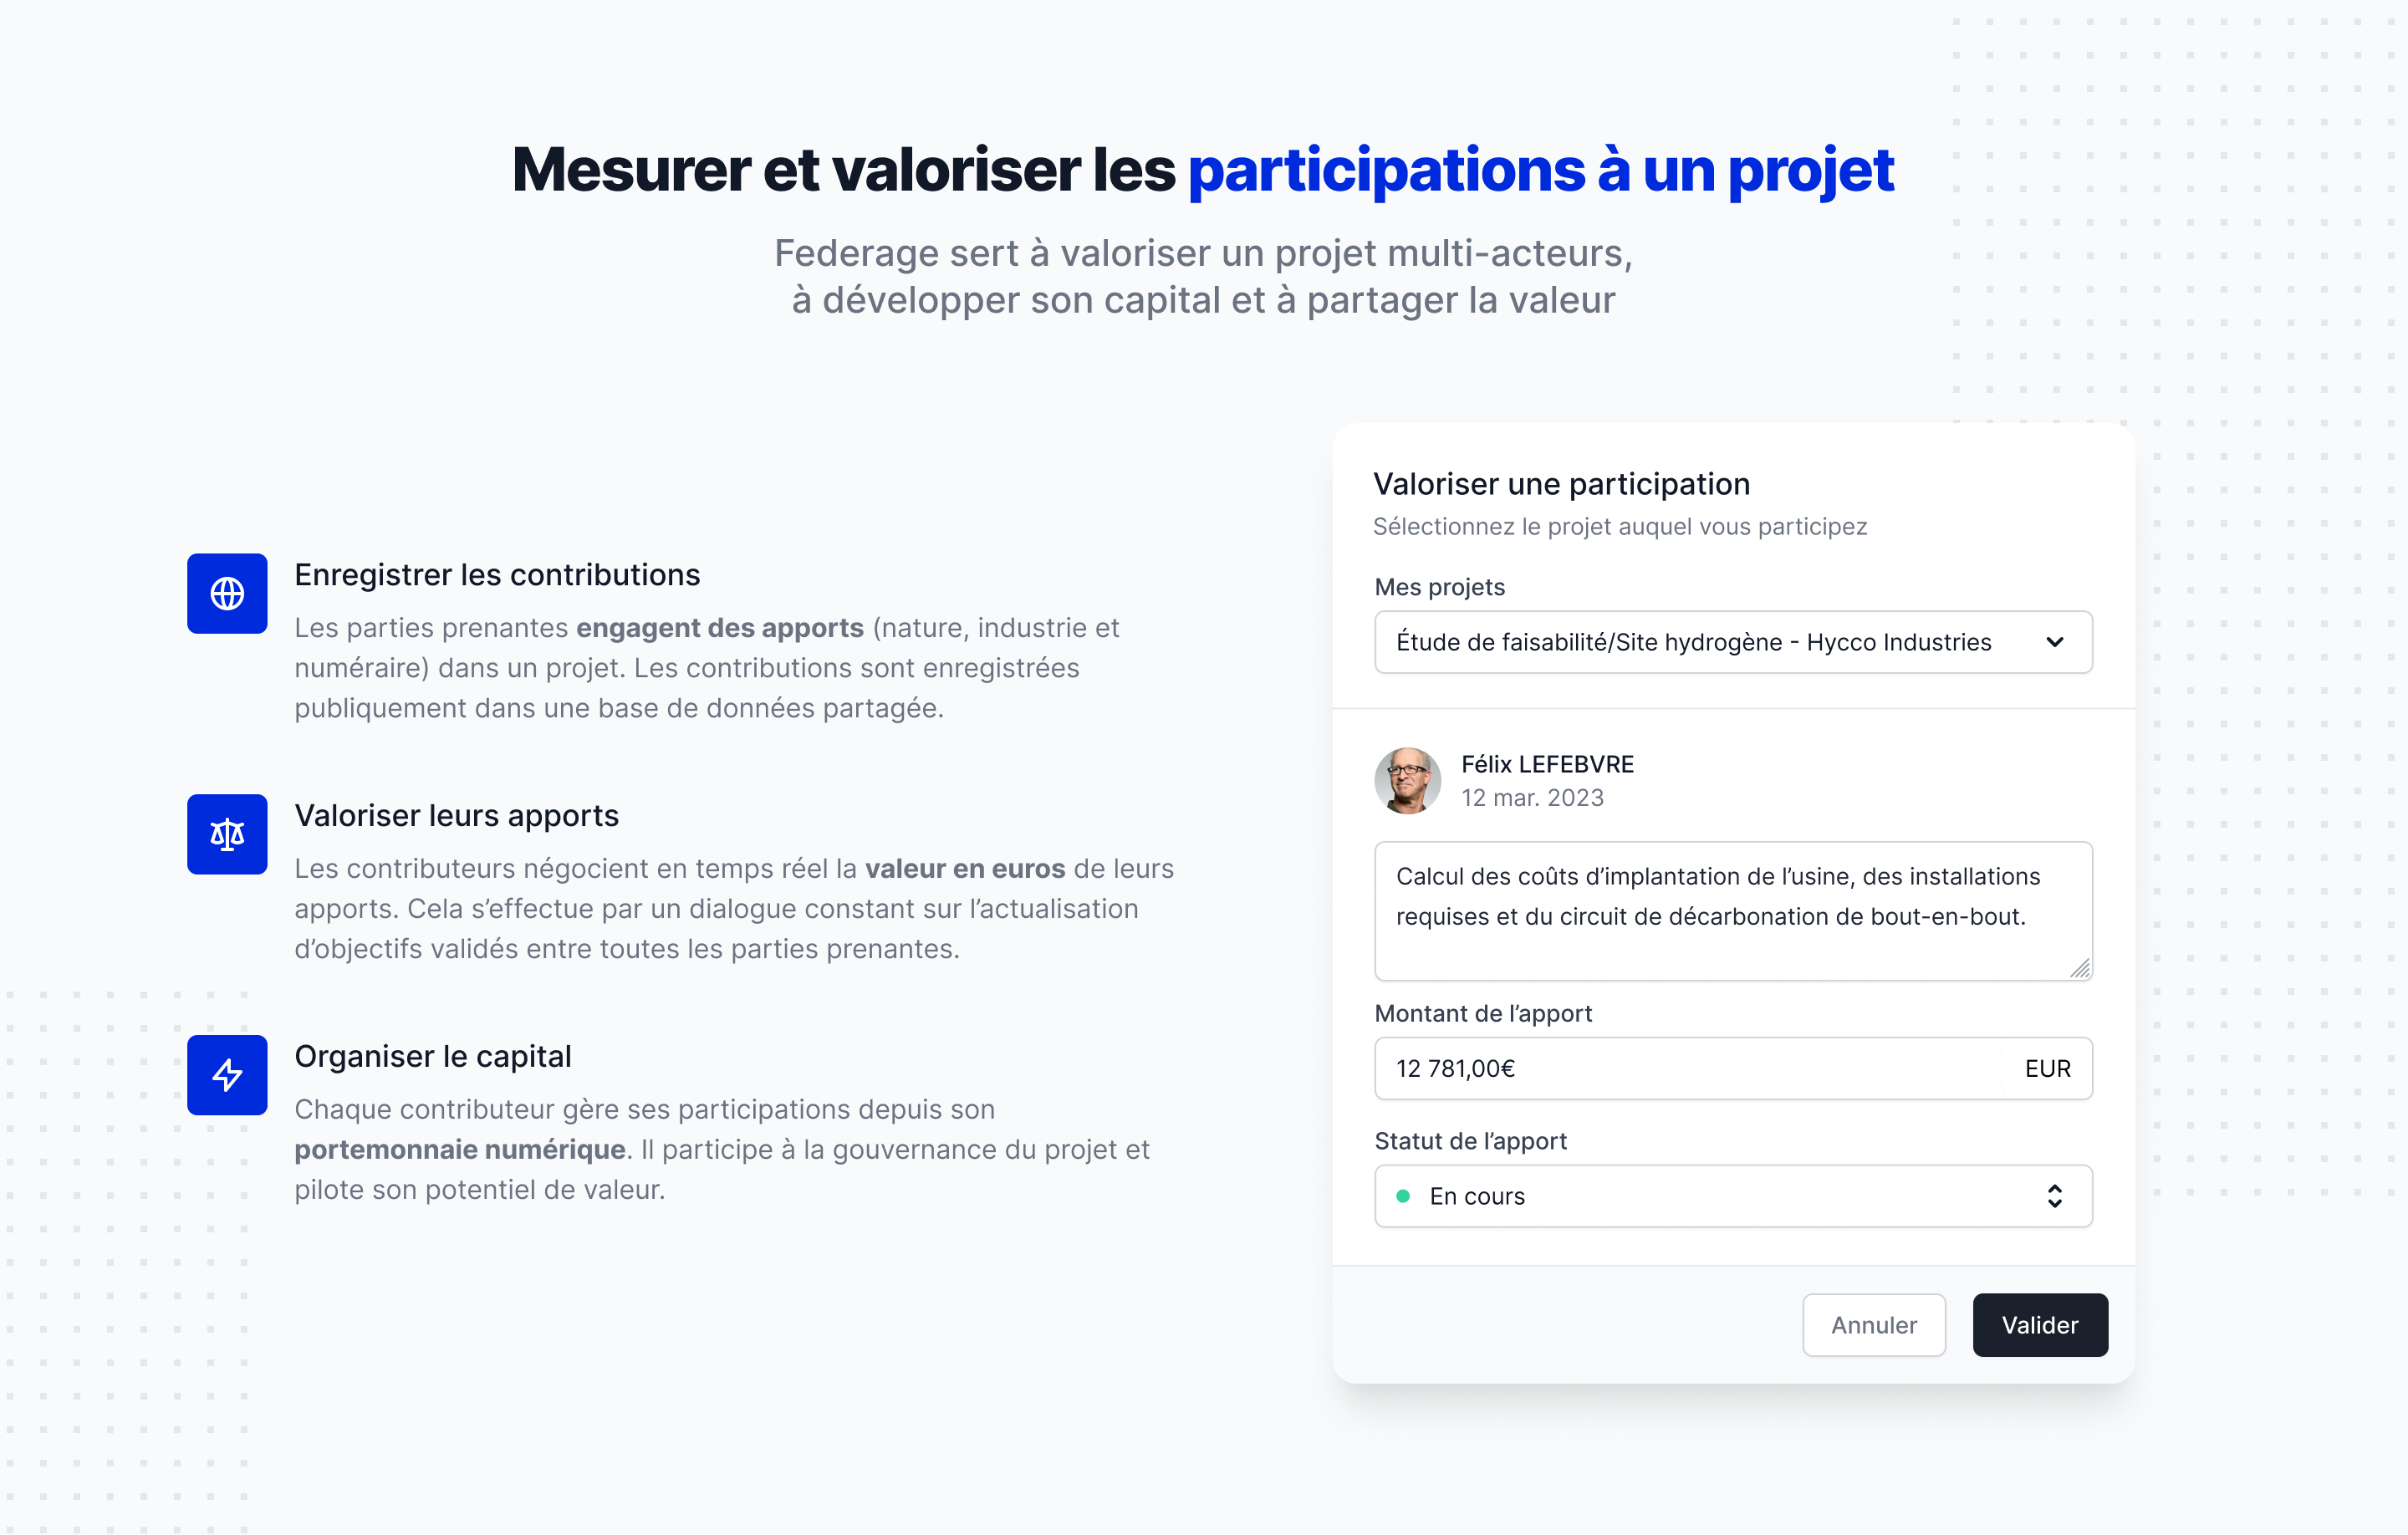 Mesurer et valoriser les participations à un projet
Federage sert à valoriser un projet multi-acteurs,
à développer son capital et à partager la valeur
Enregistrer les contributions
Les parties prenantes engagent des apports (nature, industrie et
numéraire) dans un projet. Les contributions sont enregistrées
publiquement dans une base de données partagée.
Valoriser leurs apports
Les contributeurs négocient en temps réel la valeur en euros de leurs
apports. Cela s’effectue par un dialogue constant sur l’actualisation
d’objectifs validés entre toutes les parties prenantes.
Organiser le capital
Chaque contributeur gère ses participations depuis son
portemonnaie numérique. Il participe à la gouvernance du projet et
pilote son potentiel de valeur.
Valoriser une participation
Sélectionnez le projet auquel vous participez
Mes projets
Étude de faisabilité/Site hydrogène - Hycco Industries
Félix LEFEBVRE
12 mar. 2023
Calcul des coûts d’implantation de l’usine, des installations
requises et du circuit de décarbonation de bout-en-bout.
Montant de l’apport
12 781,00€ EUR
Statut de l’apport
En cours
Annuler Valider